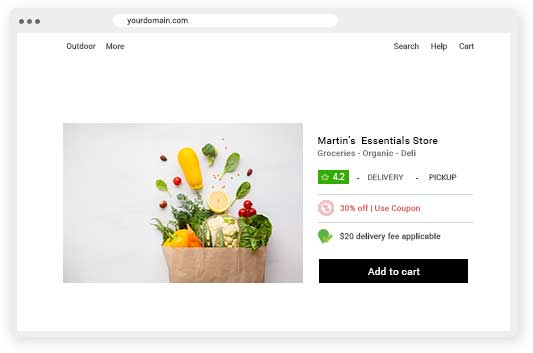 yourdomain.com
Outdoor More Search Help Cart
Martin's Essentials Store
Groceries - Organic - Deli
4.2 - DELIVERY - PICKUP
30% off | Use Coupon
$20 delivery fee applicable
Add to cart